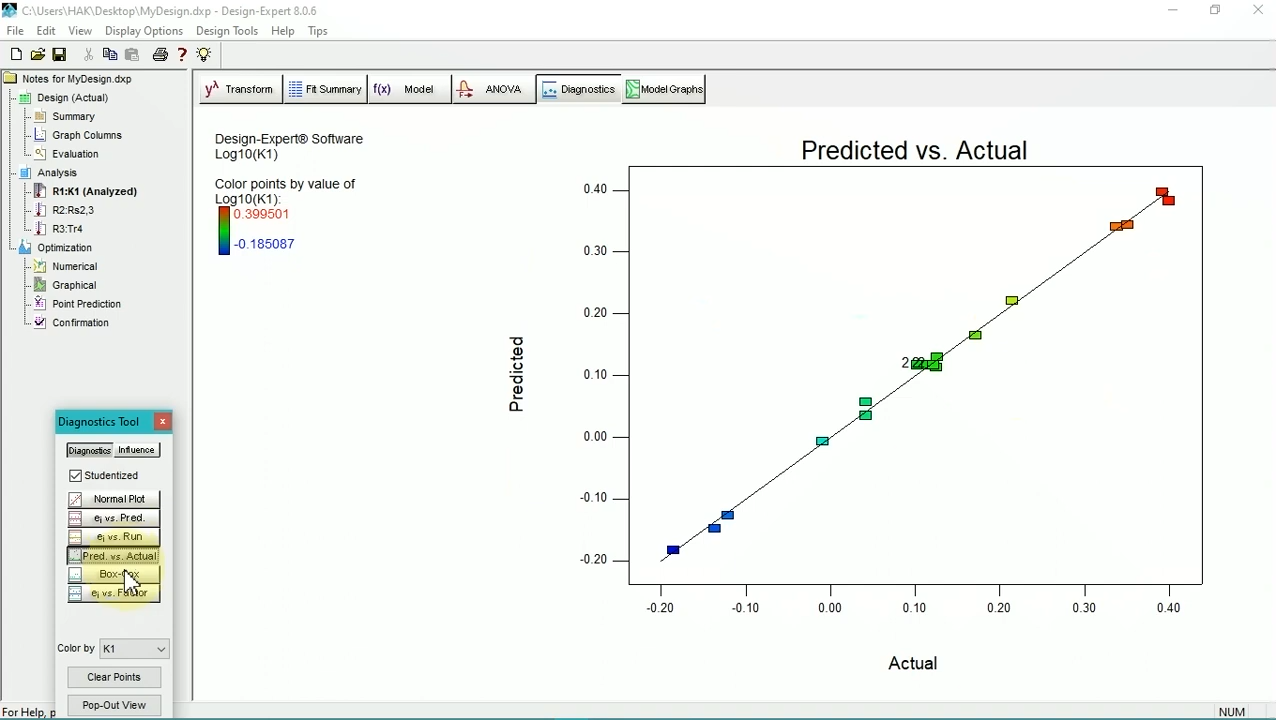 C:\Users\HAK\Desktop\MyDesign.dxp - Design-Expert 8.0.6
File Edit View Display Options Design Tools Help Tips
Notes for MyDesign.dxp
Design (Actual)
Summary
Graph Columns
Evaluation
Analysis
R1:K1 (Analyzed)
R2:Rs2,3
R3:Tr4
Optimization
Numerical
Graphical
Point Prediction
Confirmation
yλ Transform
Fit Summary
f(x) Model
ANOVA
Diagnostics
Model Graphs
Design-Expert® Software
Log10(K1)
Color points by value of
Log10(K1):
0.399501
-0.185087
Predicted vs. Actual
Predicted
0.40
0.30
0.20
0.10
0.00
-0.10
-0.20
-0.20 -0.10 0.00 0.10 0.20 0.30 0.40
Actual
Diagnostics Tool
Diagnostics Influence
Studentized
Normal Plot
ei vs. Pred.
ei vs. Run
Pred. vs. Actual
Box-Cox
ei vs. Factor
Color by K1
Clear Points
Pop-Out View
For Help, p
NUM